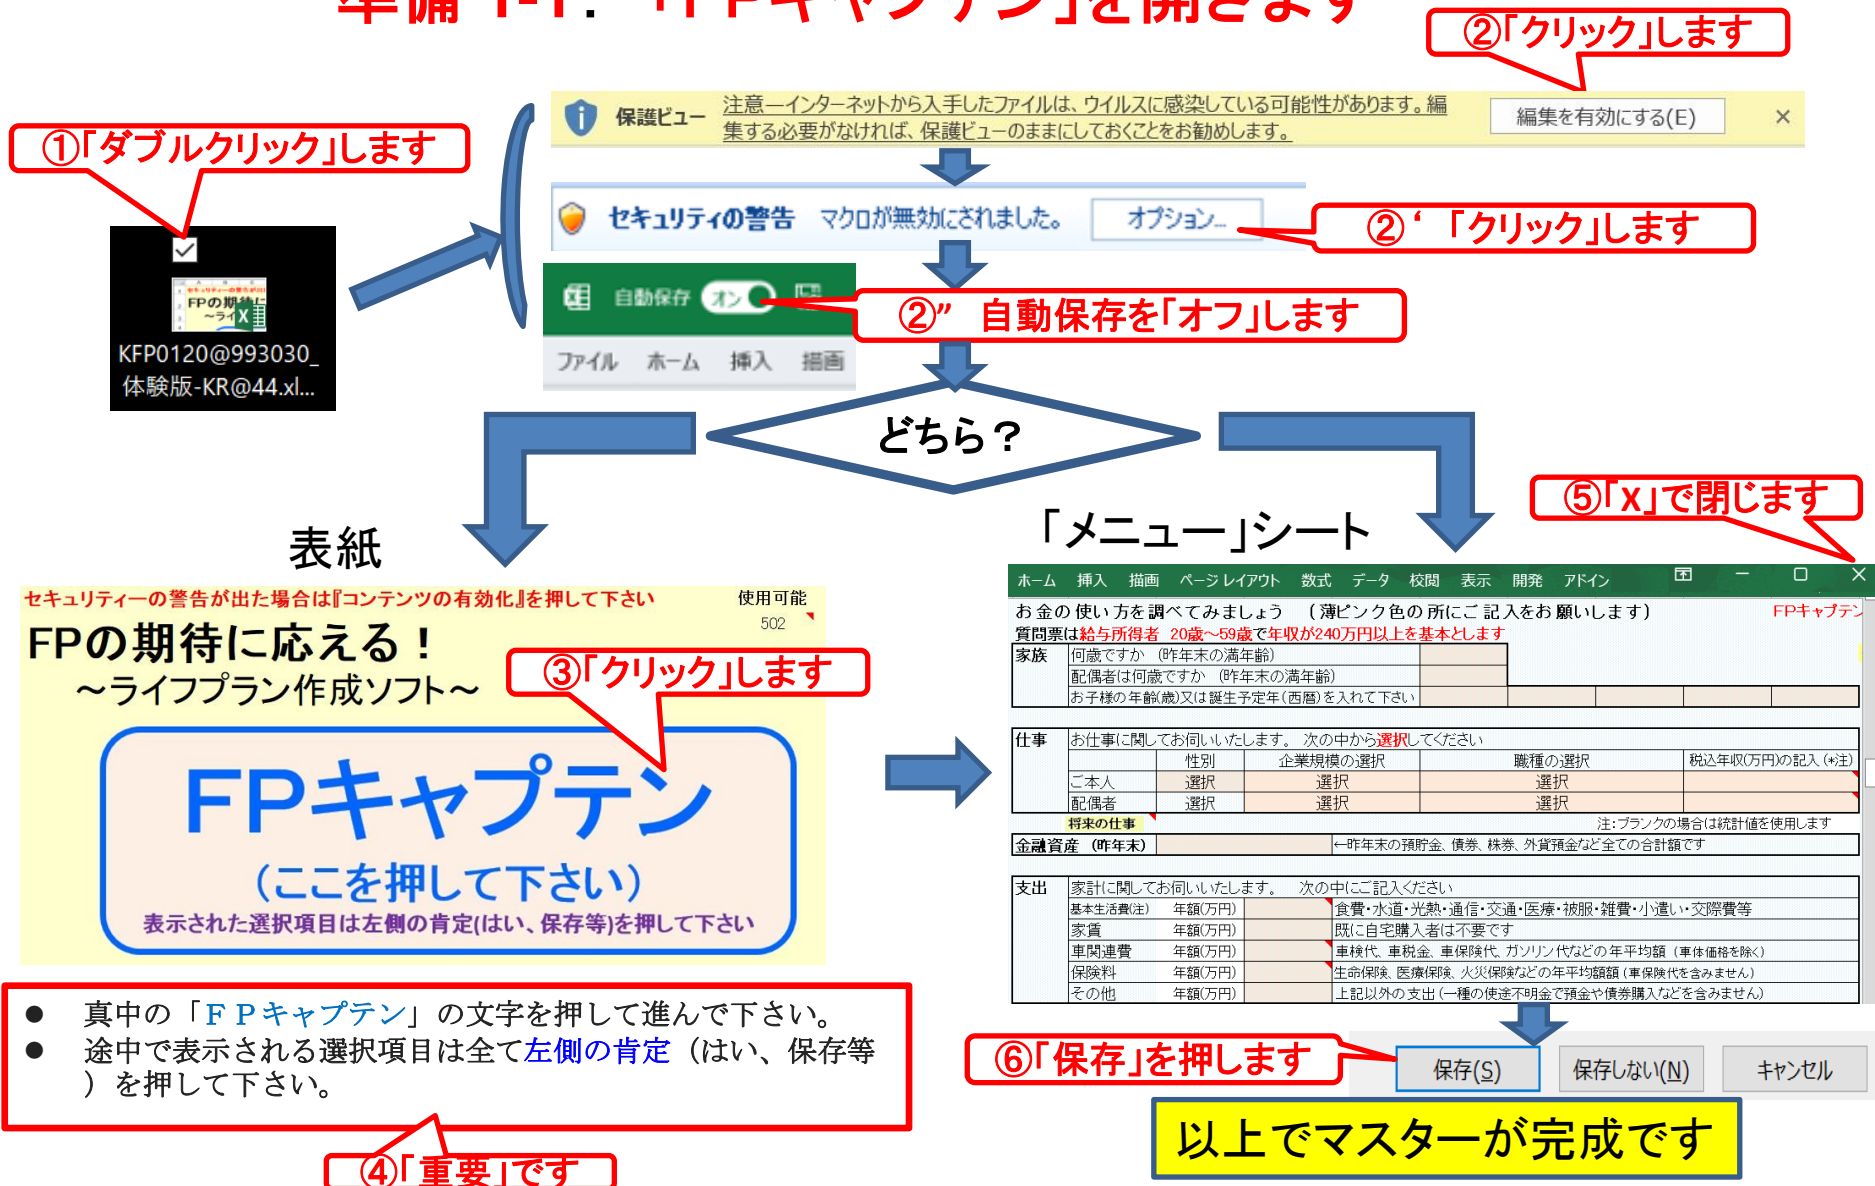 準備 1-1. 「FPキャプテン」を開きます
②「クリック」します
保護ビュー 注意―インターネットから入手したファイルは、ウイルスに感染している可能性があります。編
集する必要がなければ、保護ビューのままにしておくことをお勧めします。
編集を有効にする(E) ×
①「ダブルクリック」します
セキュリティの警告 マクロが無効にされました。 オプション...
②‘「クリック」します
自動保存 オン
②” 自動保存を「オフ」します
ファイル ホーム 挿入 描画
FPの期待に
KFP0120@993030_
体験版-KR@44.xl...
どちら？
⑤「x」で閉じます
表紙
「メニュー」シート
セキュリティーの警告が出た場合は『コンテンツの有効化』を押して下さい
使用可能
502
FPの期待に応える！
～ライフプラン作成ソフト～
③「クリック」します
FPキャプテン
（ここを押して下さい）
表示された選択項目は左側の肯定(はい、保存等)を押して下さい
● 真中の「ＦＰキャプテン」の文字を押して進んで下さい。
● 途中で表示される選択項目は全て左側の肯定（はい、保存等
）を押して下さい。
④「重要」です
ホーム 挿入 描画 ページ レイアウト 数式 データ 校閲 表示 開発 アドイン
お金の使い方を調べてみましょう （薄ピンク色の所にご記入をお願いします） FPキャプテン
質問票は給与所得者 20歳～59歳で年収が240万円以上を基本とします
家族 何歳ですか （昨年末の満年齢）
配偶者は何歳ですか （昨年末の満年齢）
お子様の年齢(歳)又は誕生予定年(西暦)を入れて下さい
仕事 お仕事に関してお伺いいたします。 次の中から選択してください
性別 企業規模の選択 職種の選択 税込年収(万円)の記入 (*注)
ご本人 選択 選択 選択
配偶者 選択 選択 選択
将来の仕事 注：ブランクの場合は統計値を使用します
金融資産 （昨年末） ←昨年末の預貯金、債券、株券、外貨預金など全ての合計額です
支出 家計に関してお伺いいたします。 次の中にご記入ください
基本生活費(注) 年額(万円) 食費・水道・光熱・通信・交通・医療・被服・雑費・小遣い・交際費等
家賃 年額(万円) 既に自宅購入者は不要です
車関連費 年額(万円) 車検代、車税金、車保険代、ガソリン代などの年平均額 （車体価格を除く）
保険料 年額(万円) 生命保険、医療保険、火災保険などの年平均額額 （車保険代を含みません）
その他 年額(万円) 上記以外の支出 (一種の使途不明金で預金や債券購入などを含みません)
⑥「保存」を押します
保存(S) 保存しない(N) キャンセル
以上でマスターが完成です